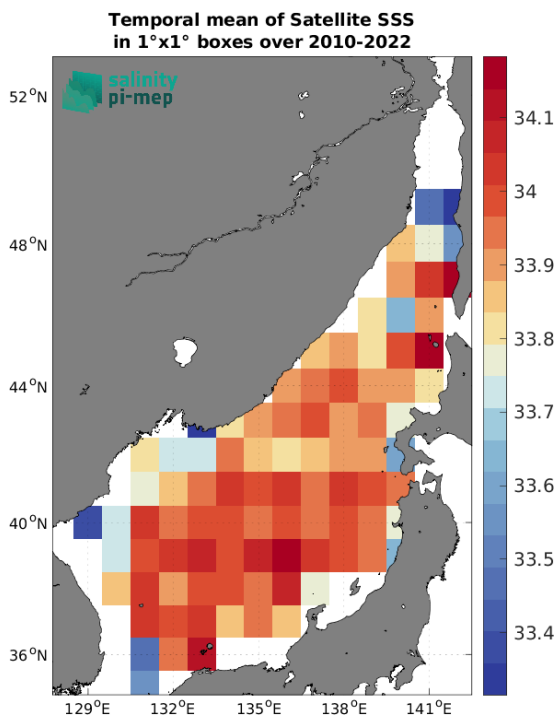 Temporal mean of Satellite SSS
in 1°x1° boxes over 2010-2022
salinity
pi-mep
52°N
48°N
44°N
40°N
36°N
129°E
132°E
135°E
138°E
141°E
34.1
34
33.9
33.8
33.7
33.6
33.5
33.4